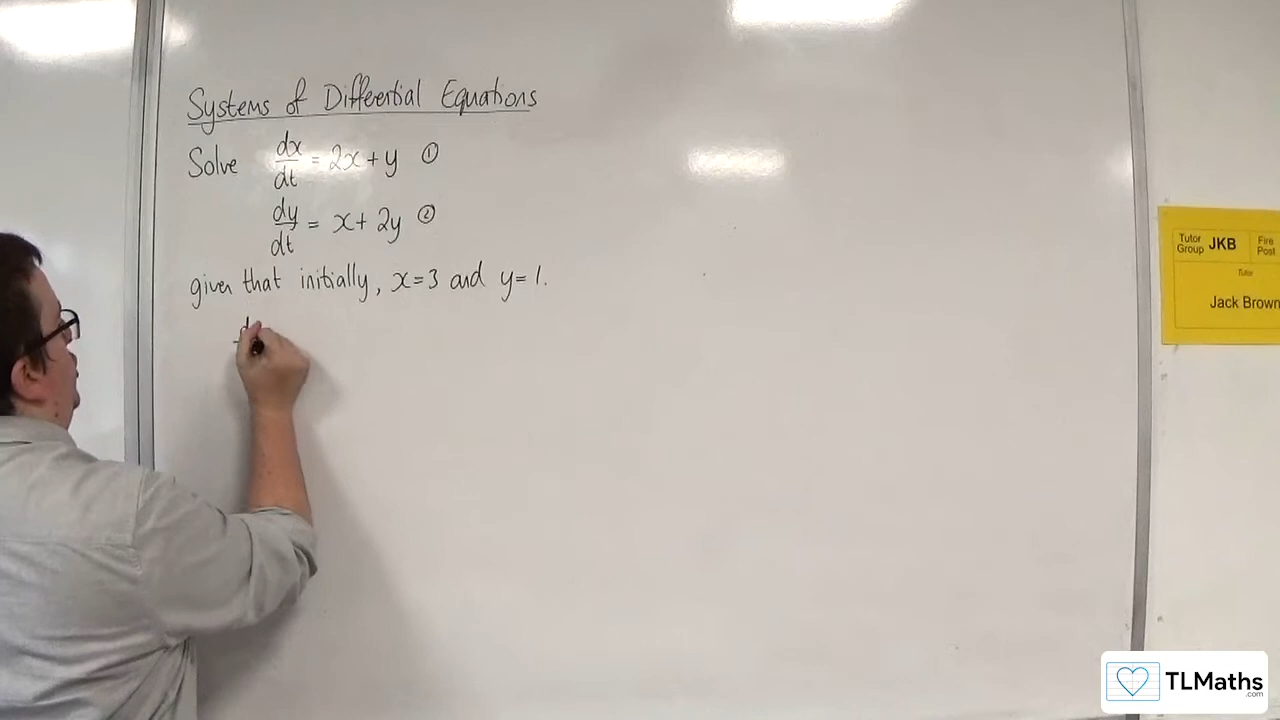 Systems of Differential Equations
Solve dx/dt = 2x + y ①
dy/dt = x + 2y ②
given that initially, x = 3 and y = 1.
d
Tutor Group JKB Fire Post
Tutor
Jack Brown
TLMaths
.com